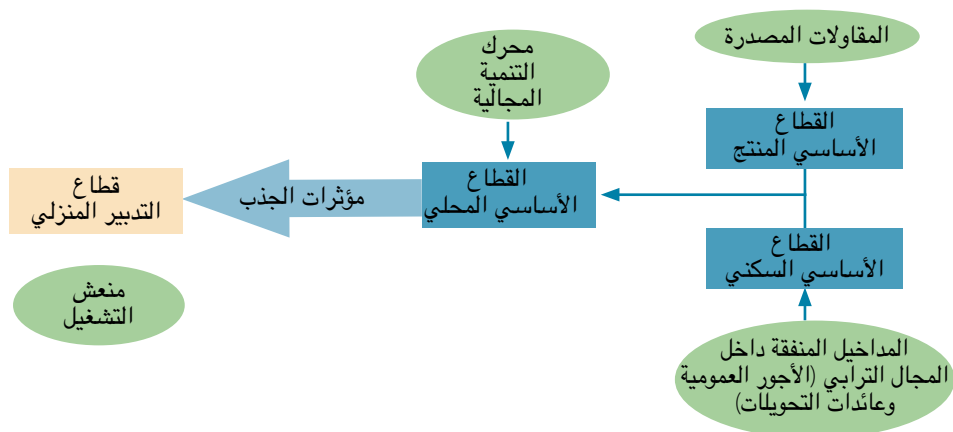 المقاولات المصدرة
القطاع
الأساسي المنتج
محرك
التنمية
المجالية
القطاع
الأساسي المحلي
مؤثرات الجذب
قطاع
التدبير المنزلي
القطاع
الأساسي السكني
منعش
التشغيل
المداخيل المنفقة داخل
المجال الترابي (الأجور العمومية
وعائدات التحويلات)